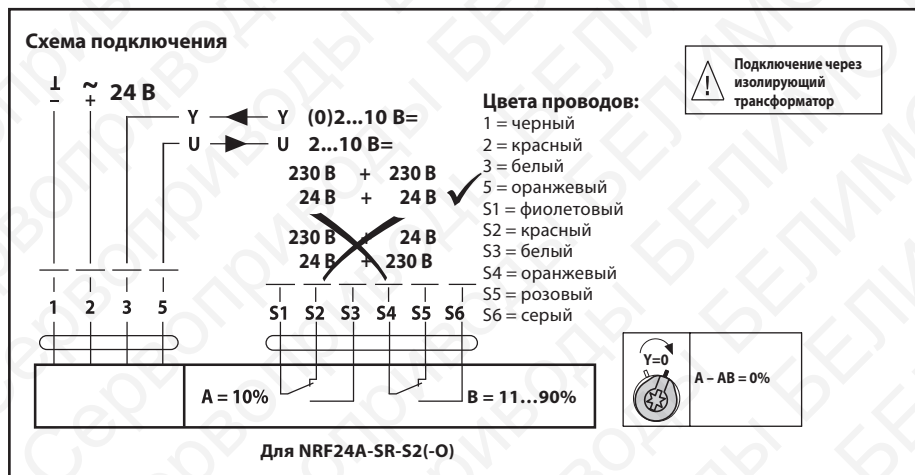 Схема подключения
⊥ ~ 24 В
− +
Y Y (0)2...10 В=
U U 2...10 В=
230 В + 230 В
24 В + 24 В
230 В + 24 В
24 В + 230 В
Цвета проводов:
1 = черный
2 = красный
3 = белый
5 = оранжевый
S1 = фиолетовый
S2 = красный
S3 = белый
S4 = оранжевый
S5 = розовый
S6 = серый
! Подключение через
изолирующий
трансформатор
1 2 3 5 S1 S2 S3 S4 S5 S6
A = 10% B = 11...90%
Y=0
A – AB = 0%
Для NRF24A-SR-S2(-O)
Сервоприводы БЕЛИМО